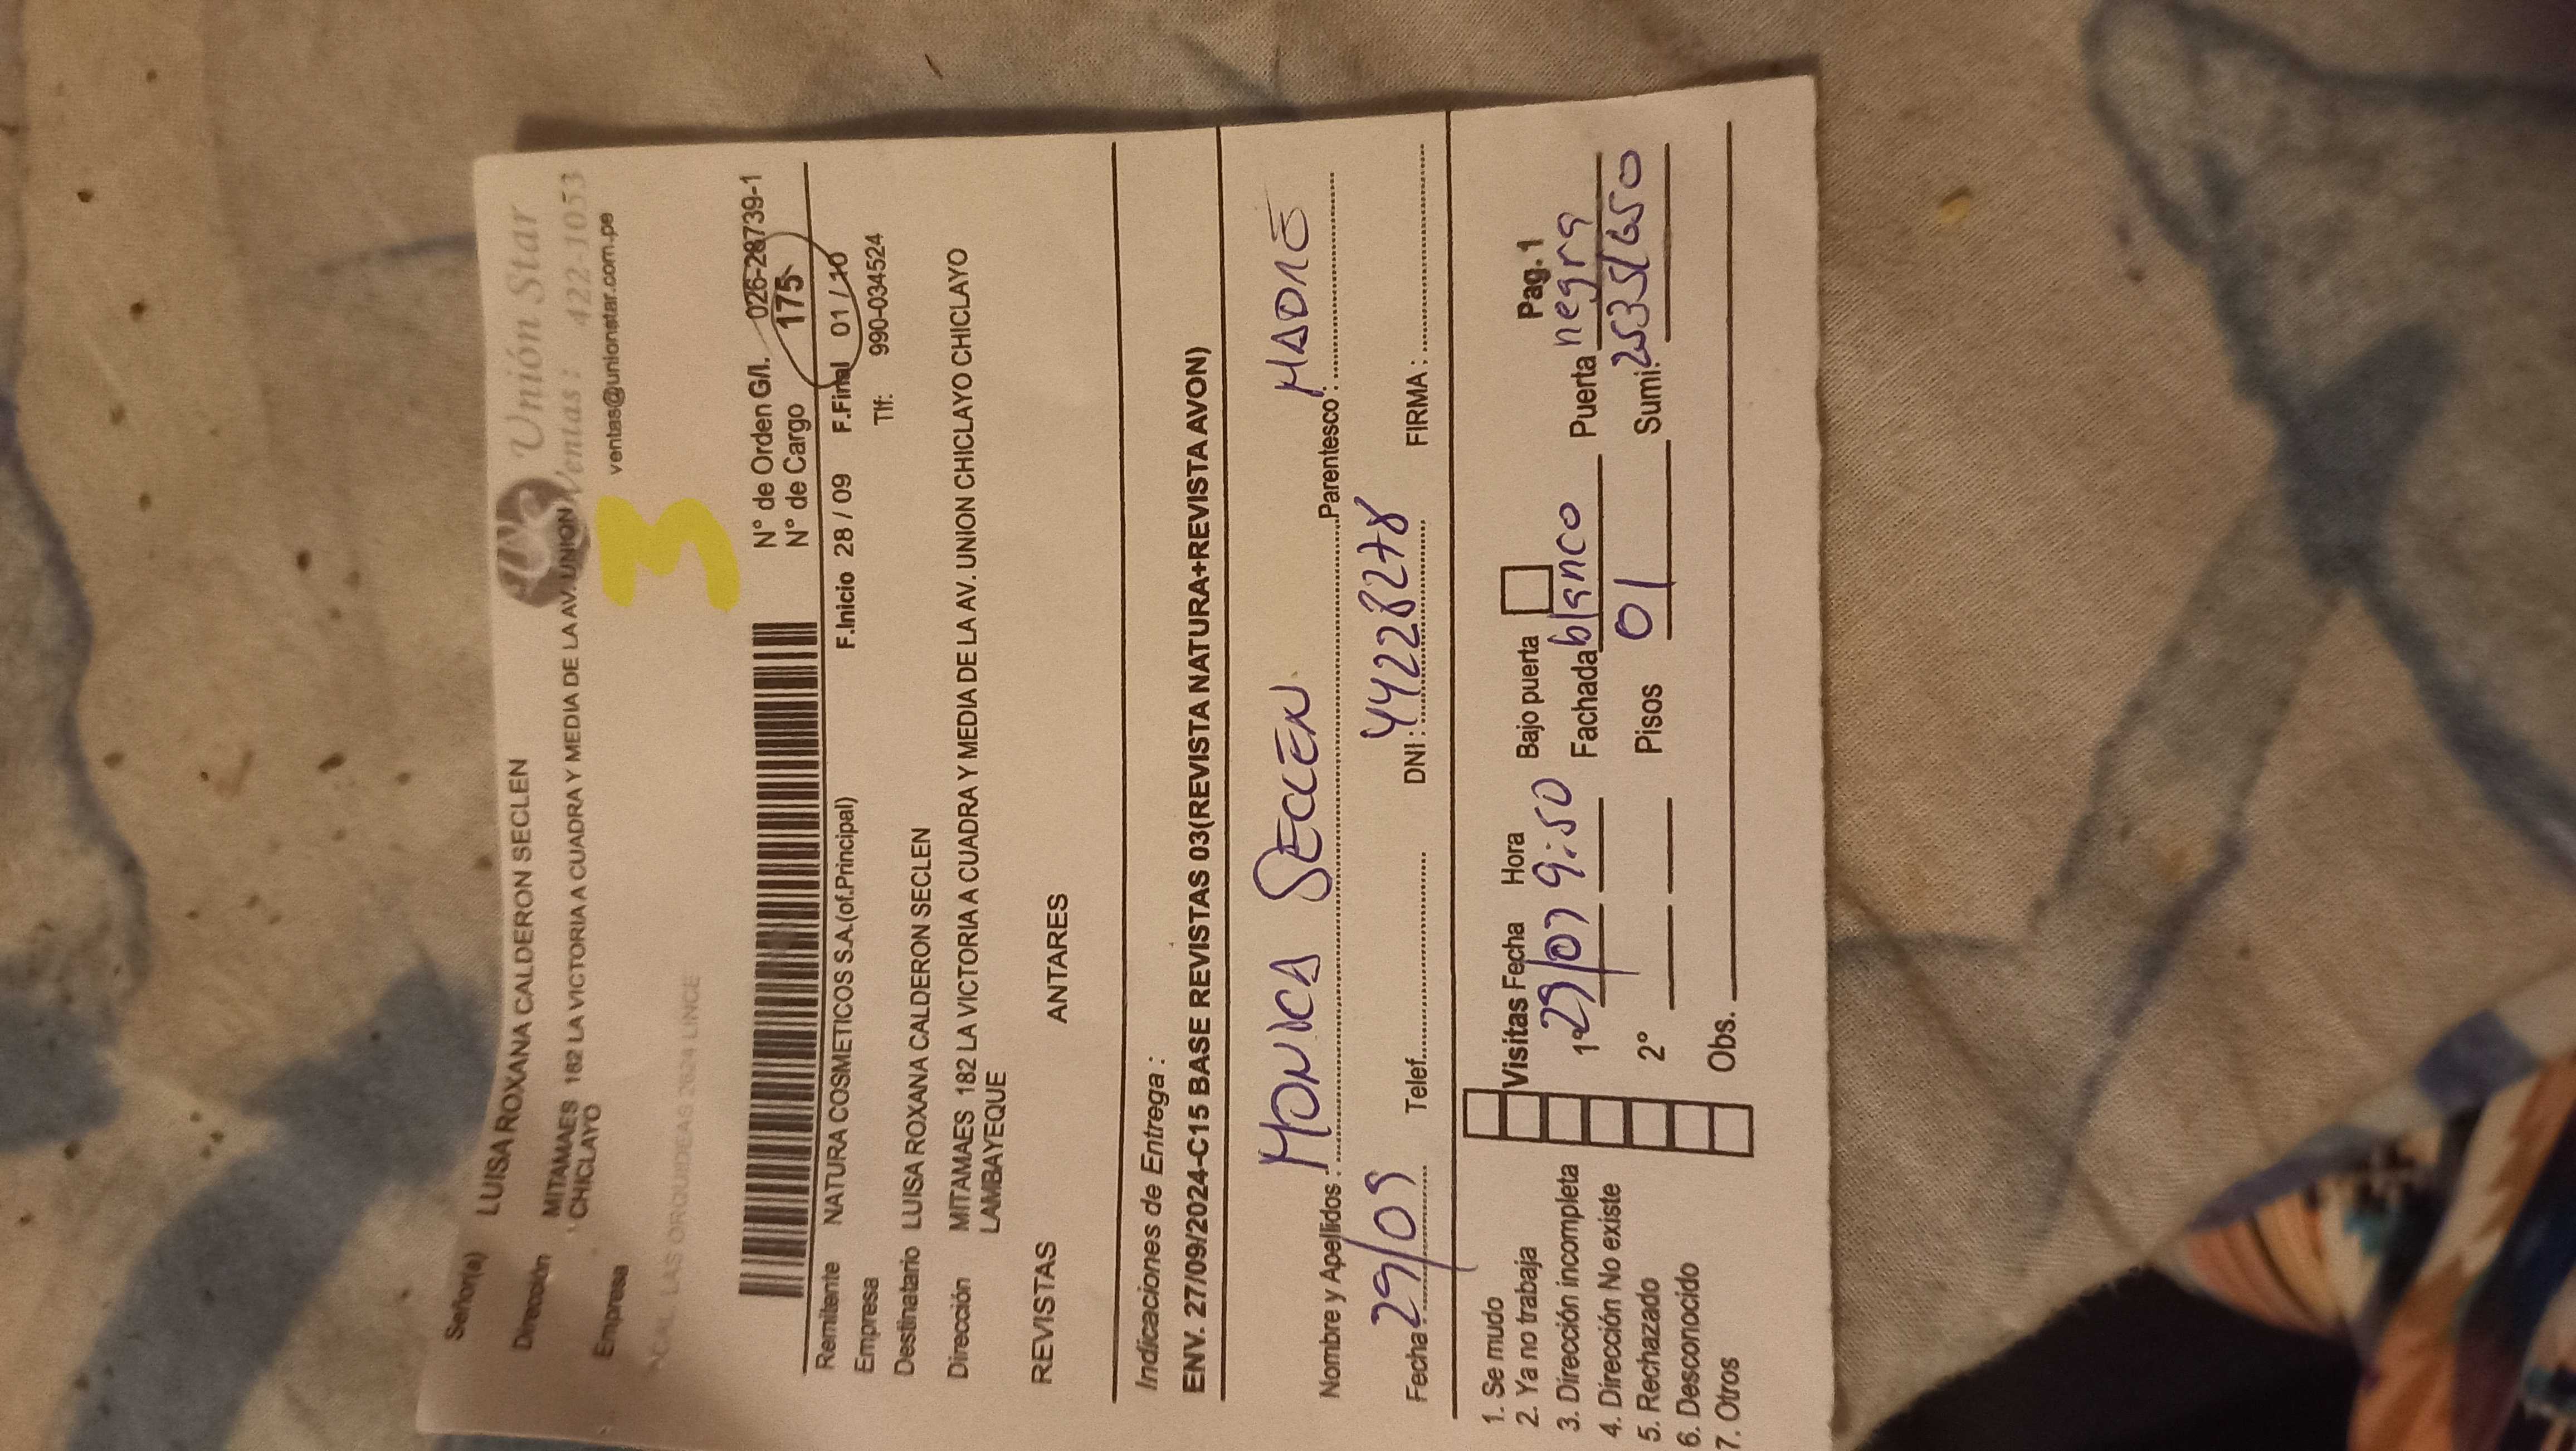 Unión Star
Señor(a) LUISA ROXANA CALDERON SECLEN
Ventas : 422-1053
Dirección MITAMAES 182 LA VICTORIA A CUADRA Y MEDIA DE LA AV. UNION
CHICLAYO
ventas@unionstar.com.pe
Empresa
3
LAS ORQUIDEAS 2624 LINCE
N° de Orden G/I. 026-28739-1
N° de Cargo 175
F.Inicio 28 / 09 F.Final 01 / 10
Remitente NATURA COSMETICOS S.A.(of.Principal)
Empresa Tlf: 990-034524
Destinatario LUISA ROXANA CALDERON SECLEN
Dirección MITAMAES 182 LA VICTORIA A CUADRA Y MEDIA DE LA AV. UNION CHICLAYO CHICLAYO
LAMBAYEQUE
REVISTAS ANTARES
Indicaciones de Entrega :
ENV. 27/09/2024-C15 BASE REVISTAS 03(REVISTA NATURA+REVISTA AVON)
Nombre y Apellidos : MONICA SECLEN Parentesco : MADRE
Fecha : 29/09 Telef. DNI : 44228278 FIRMA :
1. Se mudo
2. Ya no trabaja
3. Dirección incompleta
4. Dirección No existe
5. Rechazado
6. Desconocido
7. Otros
Visitas Fecha Hora Bajo puerta Pag. 1
1° 29/09 9:50 Fachada blanco Puerta negra
2° Pisos 01 Sumi. 25351650
Obs.